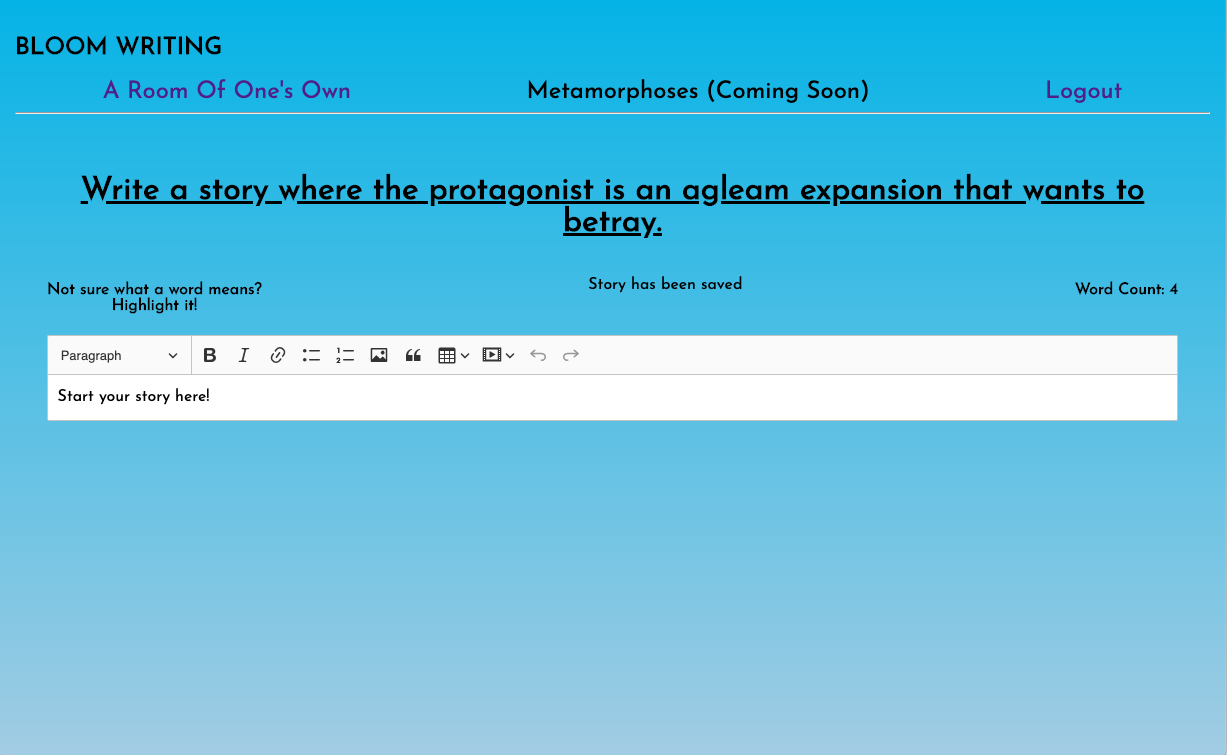 BLOOM WRITING
A Room Of One's Own Metamorphoses (Coming Soon) Logout
Write a story where the protagonist is an agleam expansion that wants to
betray.
Not sure what a word means?
Highlight it!
Story has been saved
Word Count: 4
Paragraph
Start your story here!